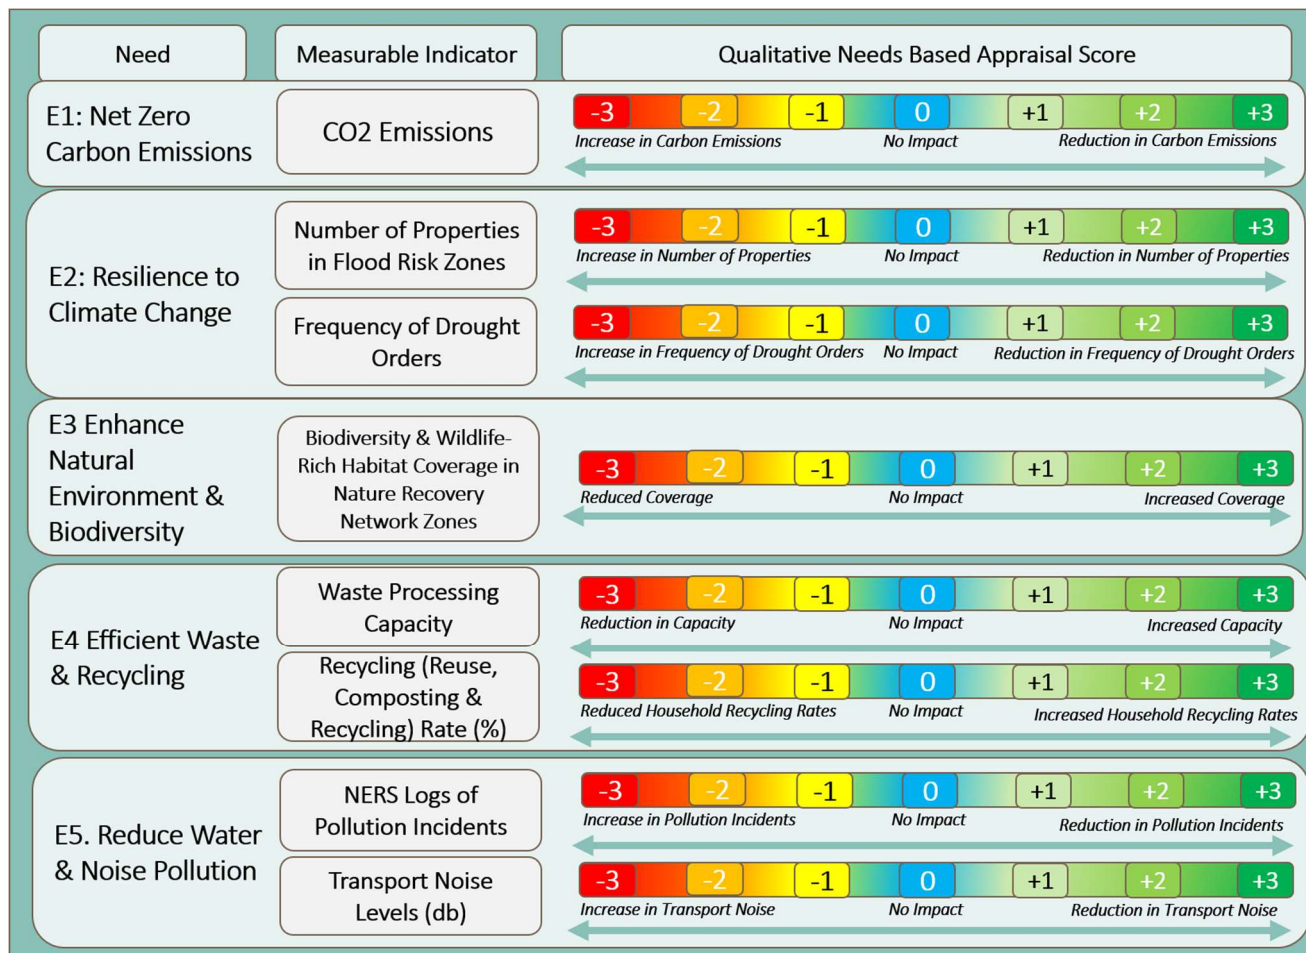 Need
Measurable Indicator
Qualitative Needs Based Appraisal Score
E1: Net Zero
Carbon Emissions
CO2 Emissions
-3 -2 -1 0 +1 +2 +3
Increase in Carbon Emissions No Impact Reduction in Carbon Emissions
E2: Resilience to
Climate Change
Number of Properties
in Flood Risk Zones
-3 -2 -1 0 +1 +2 +3
Increase in Number of Properties No Impact Reduction in Number of Properties
Frequency of Drought
Orders
-3 -2 -1 0 +1 +2 +3
Increase in Frequency of Drought Orders No Impact Reduction in Frequency of Drought Orders
E3 Enhance
Natural
Environment &
Biodiversity
Biodiversity & Wildlife-
Rich Habitat Coverage in
Nature Recovery
Network Zones
-3 -2 -1 0 +1 +2 +3
Reduced Coverage No Impact Increased Coverage
E4 Efficient Waste
& Recycling
Waste Processing
Capacity
-3 -2 -1 0 +1 +2 +3
Reduction in Capacity No Impact Increased Capacity
Recycling (Reuse,
Composting &
Recycling) Rate (%)
-3 -2 -1 0 +1 +2 +3
Reduced Household Recycling Rates No Impact Increased Household Recycling Rates
E5. Reduce Water
& Noise Pollution
NERS Logs of
Pollution Incidents
-3 -2 -1 0 +1 +2 +3
Increase in Pollution Incidents No Impact Reduction in Pollution Incidents
Transport Noise
Levels (db)
-3 -2 -1 0 +1 +2 +3
Increase in Transport Noise No Impact Reduction in Transport Noise